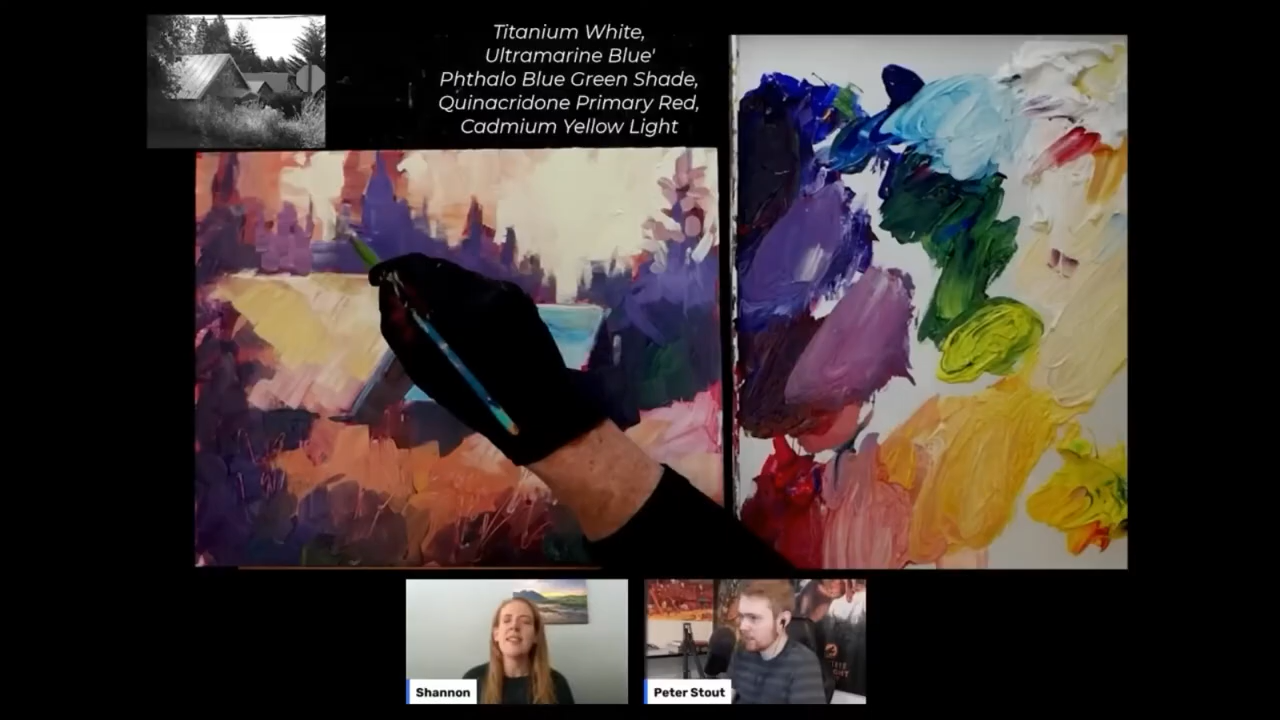 Titanium White,
Ultramarine Blue'
Phthalo Blue Green Shade,
Quinacridone Primary Red,
Cadmium Yellow Light
Shannon
Peter Stout